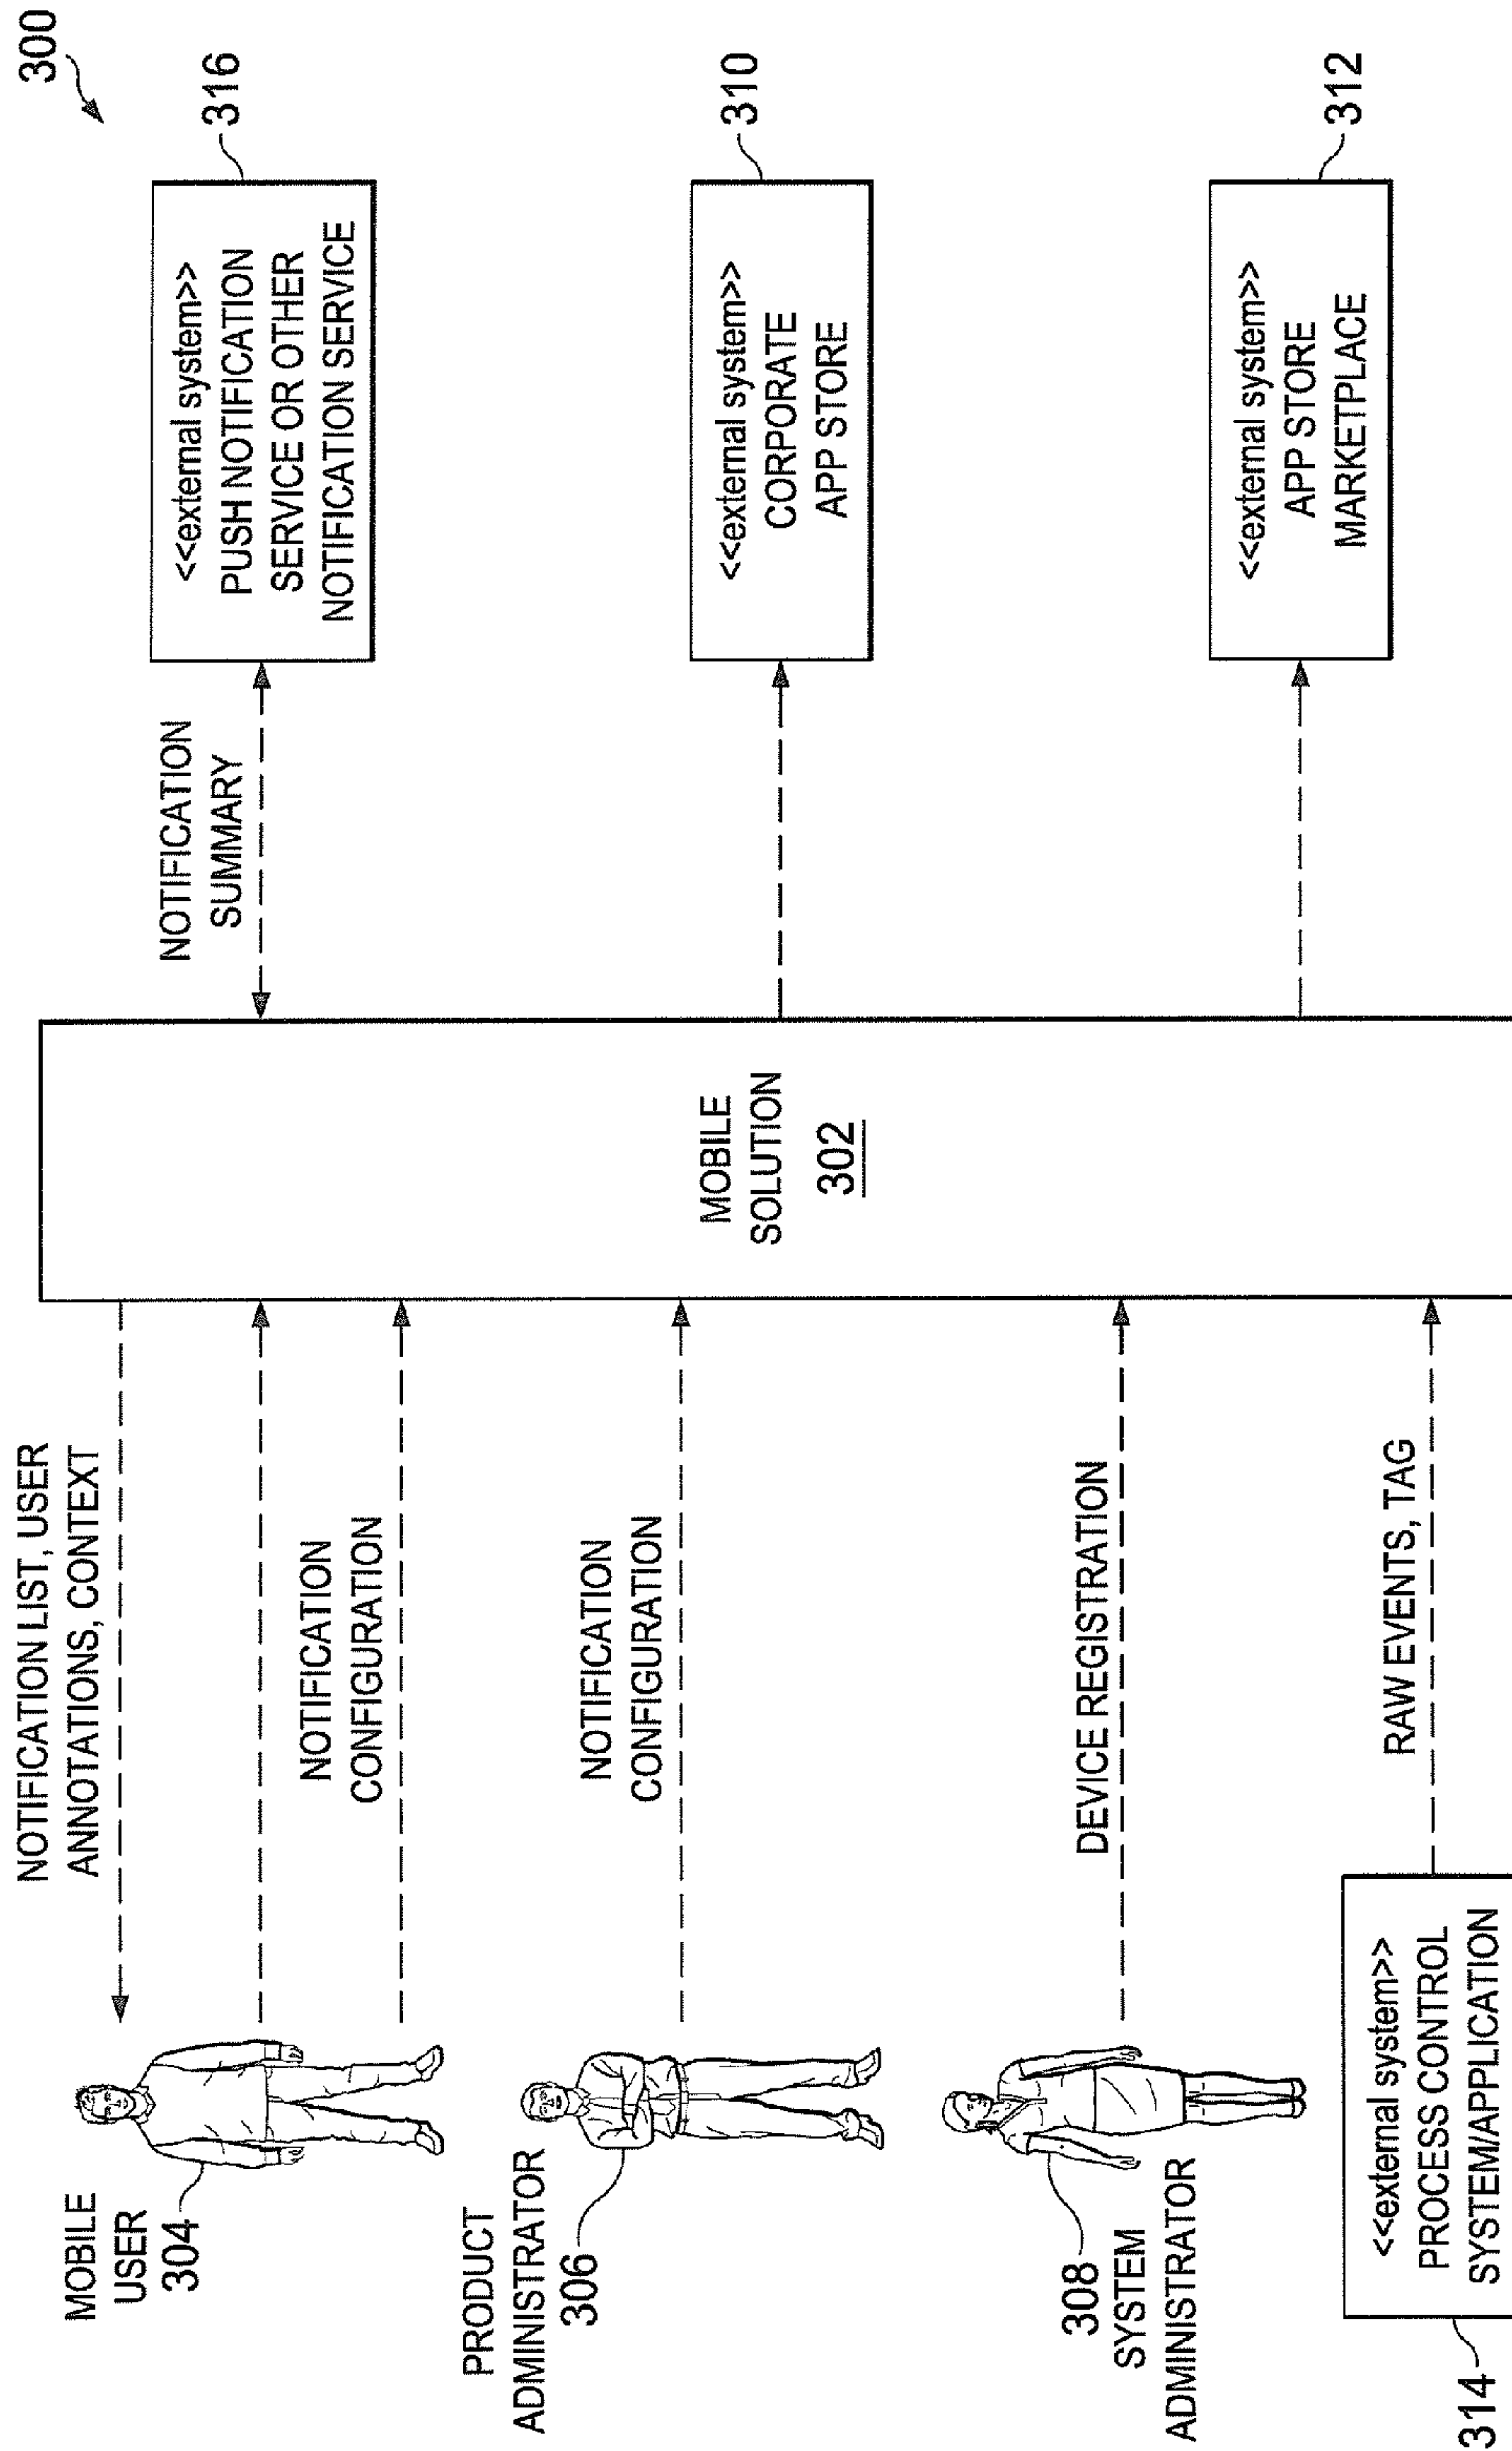 300
NOTIFICATION LIST, USER
ANNOTATIONS, CONTEXT
MOBILE
USER
304
NOTIFICATION
CONFIGURATION
PRODUCT
ADMINISTRATOR
306
NOTIFICATION
CONFIGURATION
308
SYSTEM
ADMINISTRATOR
DEVICE REGISTRATION
<<external system>>
PROCESS CONTROL
SYSTEM/APPLICATION
314
RAW EVENTS, TAG
MOBILE
SOLUTION
302
NOTIFICATION
SUMMARY
<<external system>>
PUSH NOTIFICATION
SERVICE OR OTHER
NOTIFICATION SERVICE
316
<<external system>>
CORPORATE
APP STORE
310
<<external system>>
APP STORE
MARKETPLACE
312